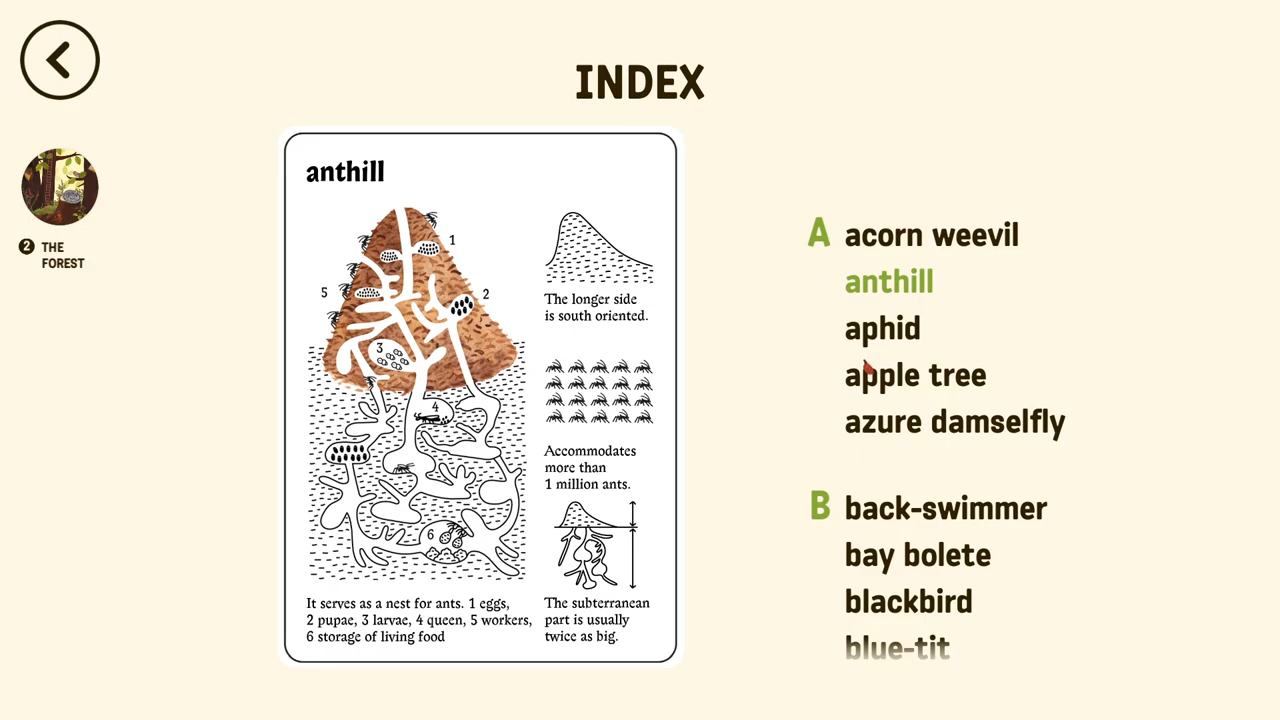 INDEX
2 THE
FOREST
anthill
1
5
2
3
4
6
The longer side
is south oriented.
Accommodates
more than
1 million ants.
It serves as a nest for ants. 1 eggs,
2 pupae, 3 larvae, 4 queen, 5 workers,
6 storage of living food
The subterranean
part is usually
twice as big.
A acorn weevil
anthill
aphid
apple tree
azure damselfly
B back-swimmer
bay bolete
blackbird
blue-tit